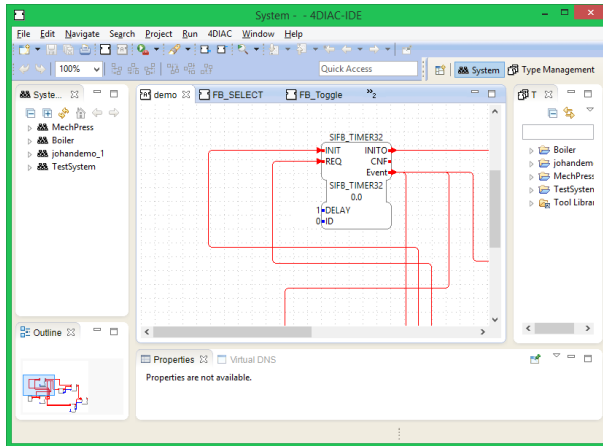 System - - 4DIAC-IDE
File Edit Navigate Search Project Run 4DIAC Window Help
100% Quick Access System Type Management
Syste...
demo FB_SELECT FB_Toggle »2
T
MechPress
Boiler
johandemo_1
TestSystem
SIFB_TIMER32
INIT INITO
REQ CNF
Event
SIFB_TIMER32
0.0
1 DELAY
0 ID
Boiler
johandem
MechPress
TestSysten
Tool Librar
Outline
Properties Virtual DNS
Properties are not available.